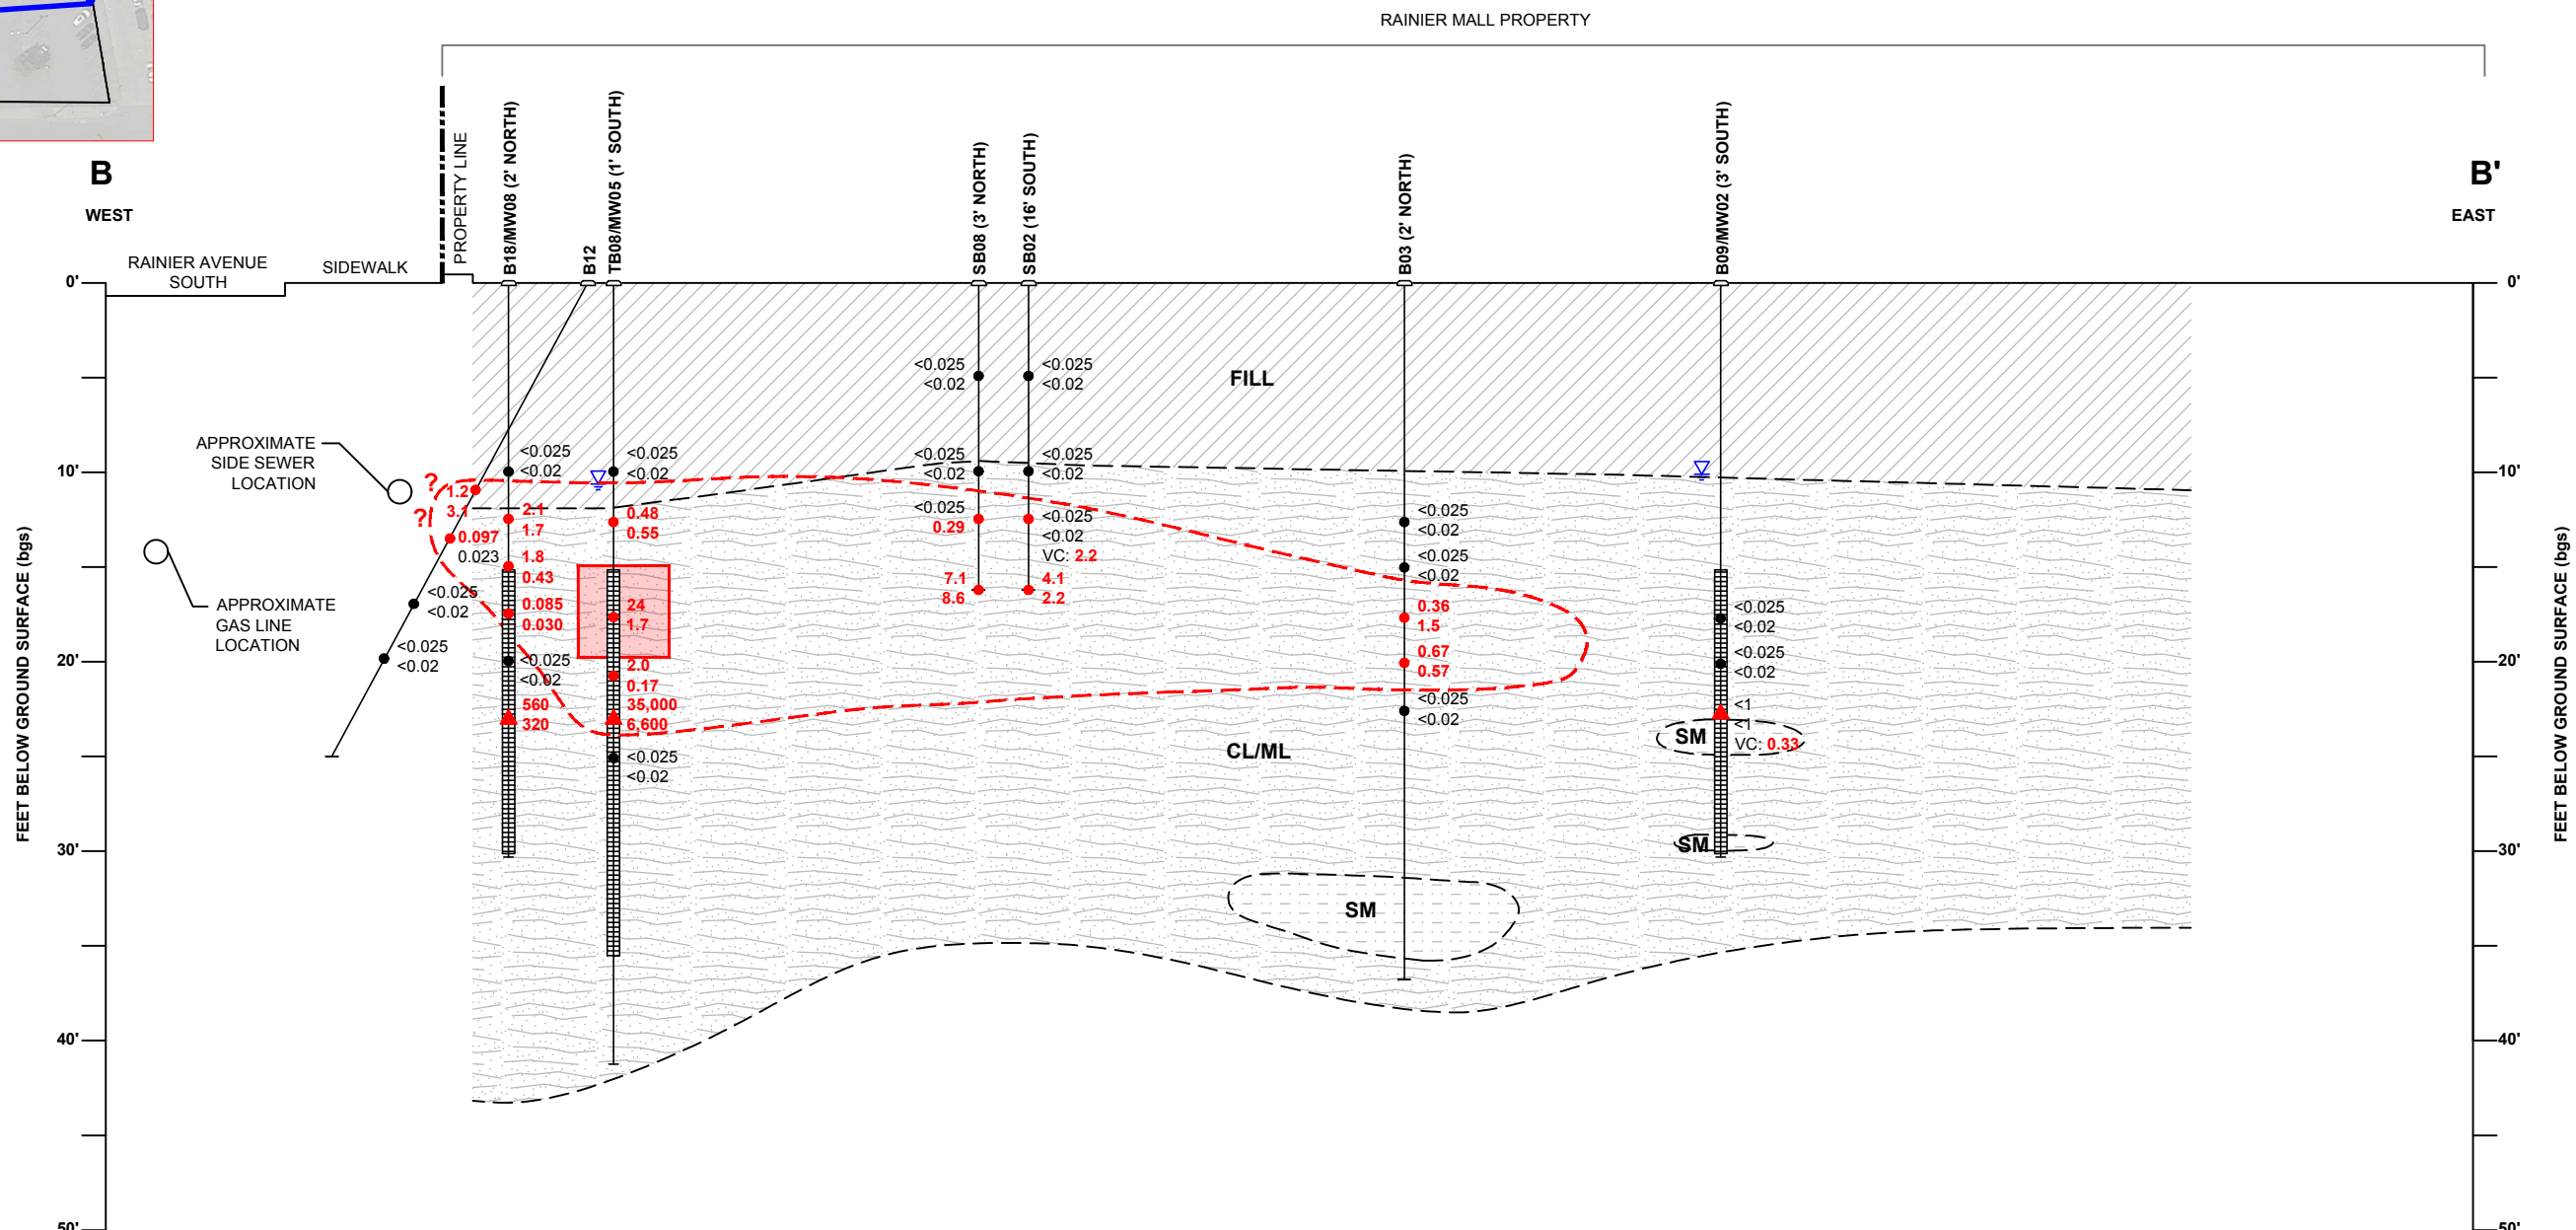 RAINIER MALL PROPERTY
B
WEST
B'
EAST
RAINIER AVENUE
SOUTH
SIDEWALK
PROPERTY LINE
B18/MW08 (2' NORTH)
B12
TB08/MW05 (1' SOUTH)
SB08 (3' NORTH)
SB02 (16' SOUTH)
B03 (2' NORTH)
B09/MW02 (3' SOUTH)
FEET BELOW GROUND SURFACE (bgs)
0'
10'
20'
30'
40'
50'
APPROXIMATE
SIDE SEWER
LOCATION
APPROXIMATE
GAS LINE
LOCATION
?
?
1.2
3.1
0.097
0.023
<0.025
<0.02
<0.025
<0.02
<0.025
<0.02
2.1
1.7
1.8
0.43
0.085
0.030
<0.025
<0.02
560
320
<0.025
<0.02
0.48
0.55
24
1.7
2.0
0.17
35,000
6,600
<0.025
<0.02
<0.025
<0.02
<0.025
<0.02
<0.025
0.29
7.1
8.6
<0.025
<0.02
<0.025
<0.02
<0.025
<0.02
VC: 2.2
4.1
2.2
FILL
CL/ML
SM
<0.025
<0.02
<0.025
<0.02
0.36
1.5
0.67
0.57
<0.025
<0.02
<0.025
<0.02
<0.025
<0.02
<1
<1
VC: 0.33
SM
SM
0'
10'
20'
30'
40'
50'
FEET BELOW GROUND SURFACE (bgs)